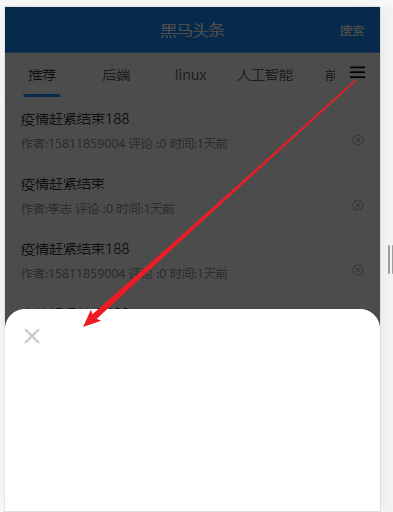 黑马头条 搜索
推荐 后端 linux 人工智能
疫情赶紧结束188
作者:15811859004 评论 :0 时间:1天前
疫情赶紧结束
作者:李志 评论 :0 时间:1天前
疫情赶紧结束188
作者:15811859004 评论 :0 时间:1天前